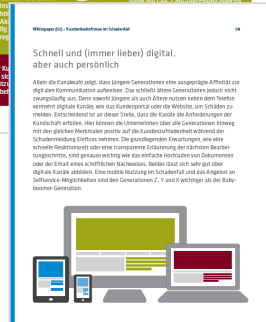 Whitepaper (02) – Kundenbedürfnisse im Schadenfall 08
Schnell und (immer lieber) digital,
aber auch persönlich
Allein die Kanalwahl zeigt, dass jüngere Generationen eine ausgeprägte Affinität zur
digitalen Kommunikation aufweisen. Das schließt ältere Generationen jedoch nicht
zwangsläufig aus. Denn sowohl Jüngere als auch Ältere nutzen neben dem Telefon
vermehrt digitale Kanäle, wie das Kundenportal oder die Website, um Schäden zu
melden. Entscheidend ist an dieser Stelle, dass die Kanäle die Anforderungen der
Kundschaft erfüllen. Hier können die Unternehmen über alle Generationen hinweg
mit den gleichen Merkmalen positiv auf die Kundenzufriedenheit während der
Schadenmeldung Einfluss nehmen. Die grundlegenden Erwartungen, wie eine
schnelle Reaktionszeit oder eine transparente Erläuterung der nächsten Bearbei-
tungsschritte, sind genauso wichtig wie das einfache Hochladen von Dokumenten
oder der Erhalt eines schriftlichen Nachweises. Beides lässt sich sehr gut über
digitale Kanäle abbilden. Eine mobile Nutzung im Schadenfall und das Angebot an
Selfservice-Möglichkeiten sind den Generationen Z, Y und X wichtiger als der Baby-
boomer-Generation.